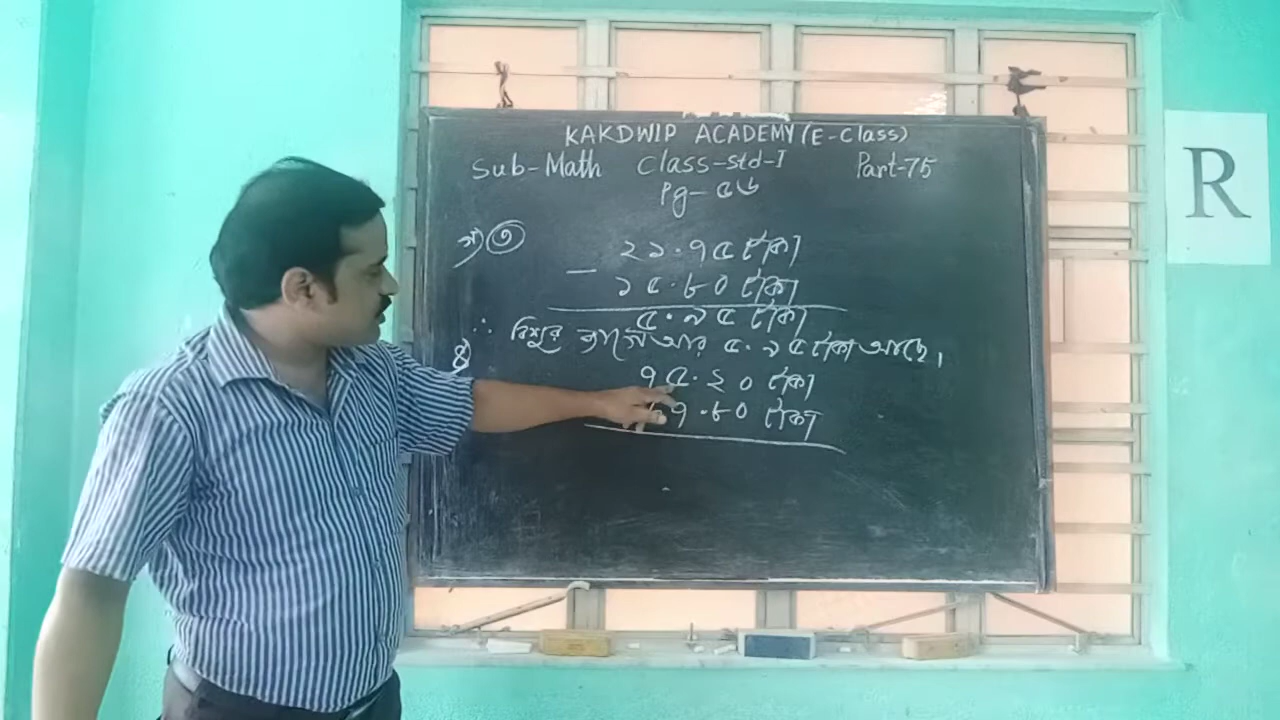 KAKDWIP ACADEMY (E-Class)
Sub-Math Class-Std-I Part-75
Pg- ৫৬
গ) ৩
২১.৭৫ টাকা
– ১৫.৮০ টাকা
৫.৯৫ টাকা
∴ বিশুর কাছে আর ৫.৯৫ টাকা আছে।
৪)
৭৫.২০ টাকা
৬৭.৮০ টাকা
R